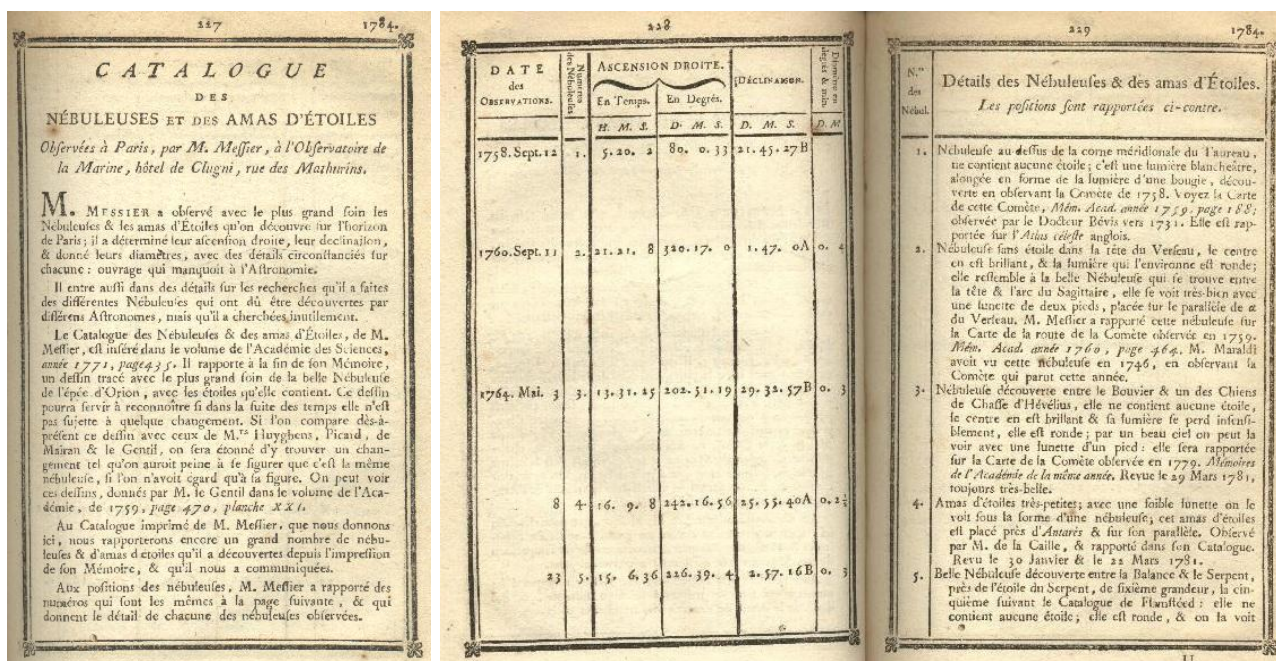 227 1784.
CATALOGUE
DES
NÉBULEUSES ET DES AMAS D'ÉTOILES
Obſervées à Paris, par M. Meſſier, à l'Obſervatoire de
la Marine, hôtel de Clugni, rue des Mathurins.
M. MESSIER a obſervé avec le plus grand ſoin les
Nébuleuſes & les amas d'Étoiles qu'on découvre ſur l'horizon
de Paris; il a déterminé leur aſcenſion droite, leur declinaiſon,
& donné leurs diamètres, avec des détails circonſtanciés ſur
chacune : ouvrage qui manquoit à l'Aſtronomie.
Il entre auſſi dans des détails ſur les recherches qu'il a faites
des différentes Nébuleuſes qui ont dû être découvertes par
différens Aſtronomes, mais qu'il a cherchées inutilement.
Le Catalogue des Nébuleuſes & des amas d'Étoiles, de M.
Meſſier, eſt inſéré dans le volume de l'Académie des Sciences,
année 1771, page 435. Il rapporte à la fin de ſon Mémoire,
un deſſin tracé avec le plus grand ſoin de la belle Nébuleuſe
de l'épée d'Orion, avec les étoiles qu'elle contient. Ce deſſin
pourra ſervir à reconnoître ſi dans la ſuite des temps elle n'eſt
pas ſujette à quelque changement. Si l'on compare dès-à-
préſent ce deſſin avec ceux de M.rs Huyghens, Picard, de
Mairan & le Gentil, on ſera étonné d'y trouver un chan-
gement tel qu'on auroit peine à ſe figurer que c'eſt la même
nébuleuſe, ſi l'on n'avoit égard qu'à ſa figure. On peut voir
ces deſſins, donnés par M. le Gentil dans le volume de l'Aca-
démie, de 1759, page 470, planche XXI.
Au Catalogue imprimé de M. Meſſier, que nous donnons
ici, nous rapporterons encore un grand nombre de nébu-
leuſes & d'amas d'étoiles qu'il a découvertes depuis l'impreſſion
de ſon Mémoire, & qu'il nous a communiquées.
Aux poſitions des nébuleuſes, M. Meſſier a rapporté des
numéros qui ſont les mêmes à la page ſuivante, & qui
donnent le détail de chacune des nébuleuſes obſervées.
228
DATE des OBSERVATIONS. Numéros des Nébuleuſes ASCENSION DROITE. DÉCLINAISON. Diamètre en degrés & min.
En Temps. En Degrés.
H. M. S. D. M. S. D. M. S. D. M
1758. Sept. 12 1. 5. 20. 2 80. 0. 33 21. 45. 27 B
1760. Sept. 11 2. 21. 21. 8 320. 17. 0 1. 47. 0 A 0. 4
1764. Mai. 3 3. 13. 31. 25 202. 51. 19 29. 32. 57 B 0. 3
8 4. 16. 9. 8 242. 16. 56 25. 55. 40 A 0. 2½
23 5. 15. 6. 36 226. 39. 4 2. 57. 16 B 0. 3
229 1784.
N.os des Nébul.
Détails des Nébuleuſes & des amas d'Étoiles.
Les poſitions ſont rapportées ci-contre.
1. Nébuleuſe au deſſus de la corne méridionale du Taureau,
ne contient aucune étoile; c'eſt une lumière blancheâtre,
alongée en forme de la lumière d'une bougie, décou-
verte en obſervant la Comète de 1758. Voyez la Carte
de cette Comète, Mém. Acad. année 1759, page 188;
obſervée par le Docteur Bévis vers 1731. Elle eſt rap-
portée ſur l'Atlas céleſte anglois.
2. Nébuleuſe ſans étoile dans la tête du Verſeau, le centre
en eſt brillant, & la lumière qui l'environne eſt ronde;
elle reſſemble à la belle Nébuleuſe qui ſe trouve entre
la tête & l'arc du Sagittaire, elle ſe voit très-bien avec
une lunette de deux pieds, placée ſur le parallèle de α
du Verſeau. M. Meſſier a rapporté cette nébuleuſe ſur
la Carte de la route de la Comète obſervée en 1759.
Mém. Acad. année 1760, page 464. M. Maraldi
avoit vu cette nébuleuſe en 1746, en obſervant la
Comète qui parut cette année.
3. Nébuleuſe découverte entre le Bouvier & un des Chiens
de Chaſſe d'Hévélius, elle ne contient aucune étoile,
le centre en eſt brillant & ſa lumière ſe perd inſenſi-
blement, elle eſt ronde; par un beau ciel on peut la
voir avec une lunette d'un pied : elle ſera rapportée
ſur la Carte de la Comète obſervée en 1779. Mémoires
de l'Académie de la même année. Revue le 29 Mars 1781,
toujours très-belle.
4. Amas d'étoiles très-petites; avec une foible lunette on le
voit ſous la forme d'une nébuleuſe; cet amas d'étoiles
eſt placé près d'Antarès & ſur ſon parallèle. Obſervé
par M. de la Caille, & rapporté dans ſon Catalogue.
Revu le 30 Janvier & le 22 Mars 1781.
5. Belle Nébuleuſe découverte entre la Balance & le Serpent,
près de l'étoile du Serpent, de ſixième grandeur, la cin-
quième ſuivant le Catalogue de Flamſtéed : elle ne
contient aucune étoile; elle eſt ronde, & on la voit